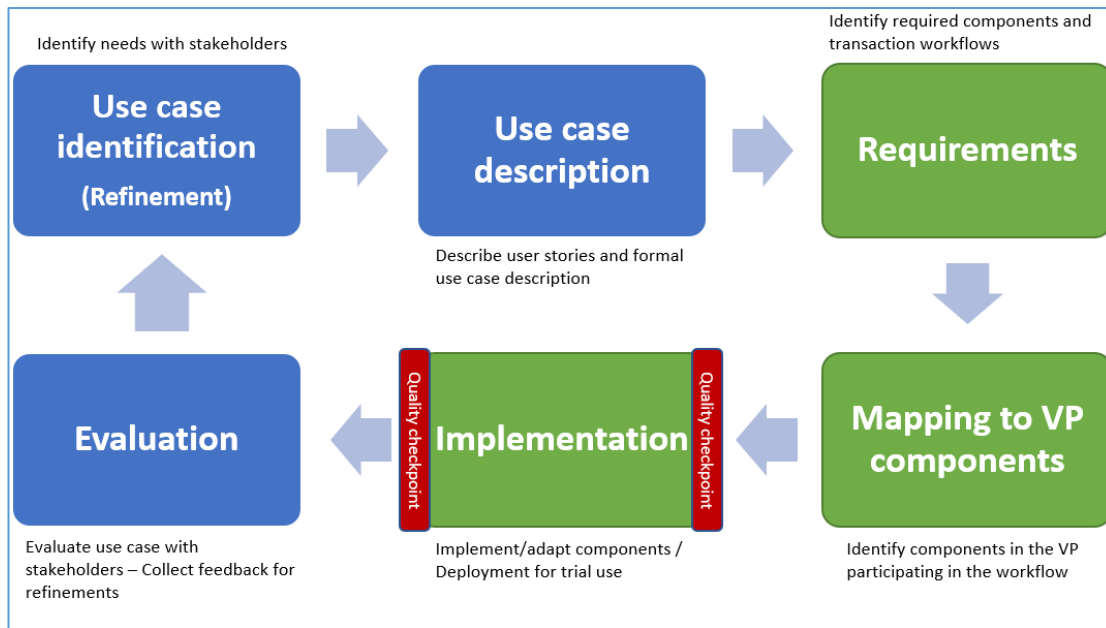 Identify needs with stakeholders
Use case
identification
(Refinement)
Use case
description
Describe user stories and formal
use case description
Identify required components and
transaction workflows
Requirements
Mapping to VP
components
Identify components in the VP
participating in the workflow
Quality checkpoint
Implementation
Quality checkpoint
Implement/adapt components /
Deployment for trial use
Evaluation
Evaluate use case with
stakeholders – Collect feedback for
refinements